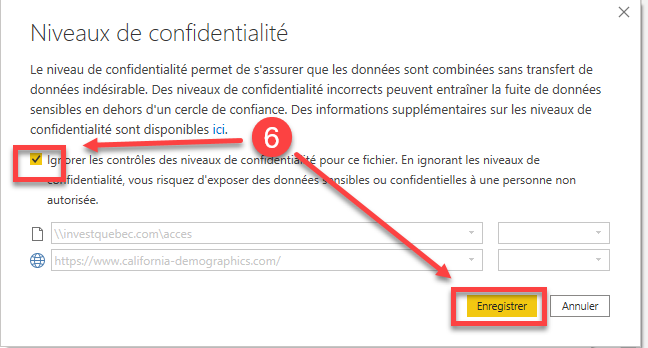 Niveaux de confidentialité
Le niveau de confidentialité permet de s'assurer que les données sont combinées sans transfert de
données indésirable. Des niveaux de confidentialité incorrects peuvent entraîner la fuite de données
sensibles en dehors d'un cercle de confiance. Des informations supplémentaires sur les niveaux de
confidentialité sont disponibles ici.
6
Ignorer les contrôles des niveaux de confidentialité pour ce fichier. En ignorant les niveaux de
confidentialité, vous risquez d'exposer des données sensibles ou confidentielles à une personne non
autorisée.
\\investquebec.com\acces
https://www.california-demographics.com/
Enregistrer
Annuler